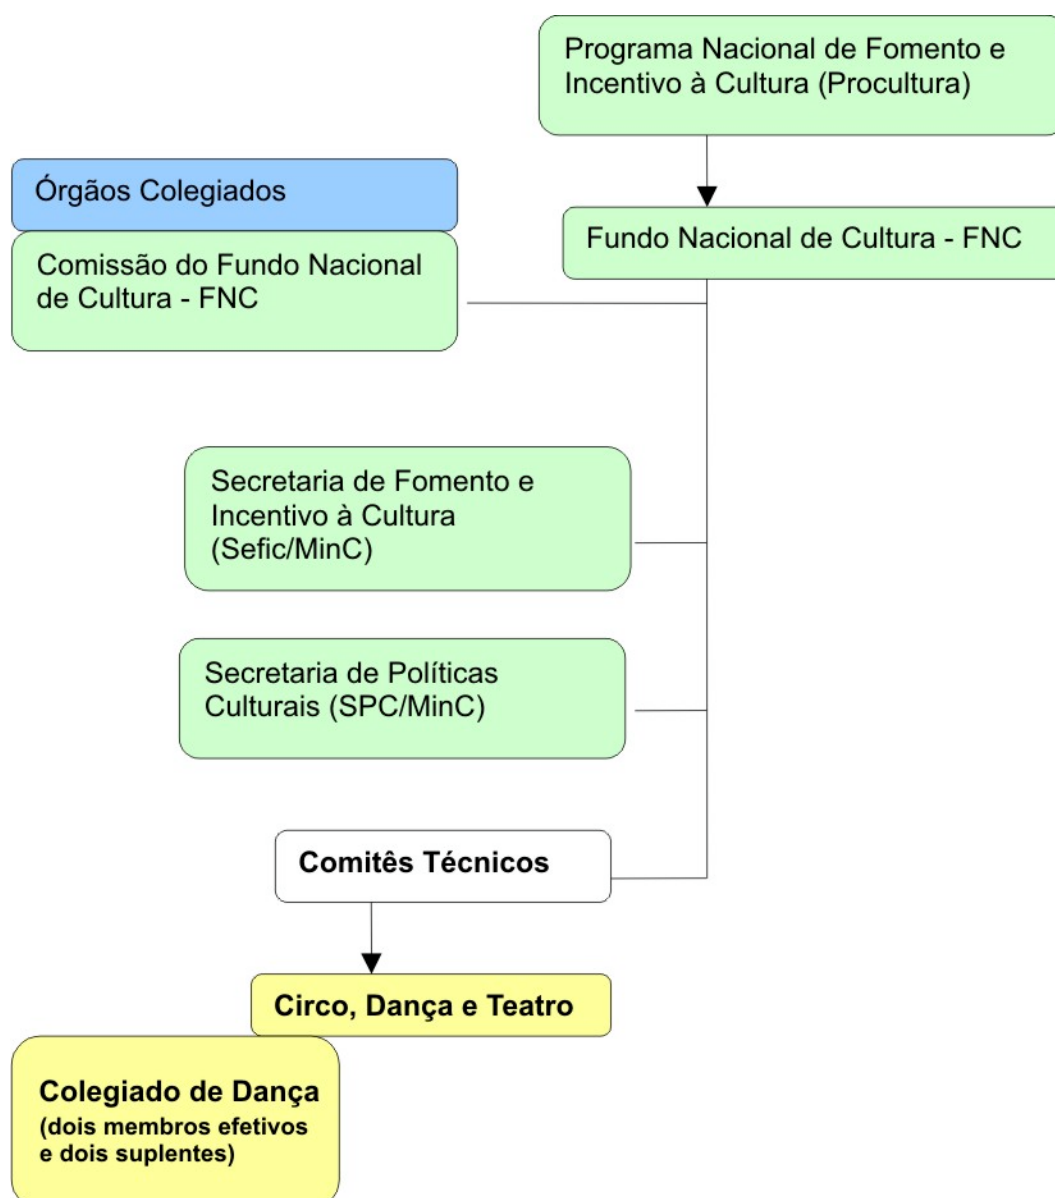 Programa Nacional de Fomento e
Incentivo à Cultura (Procultura)
Órgãos Colegiados
Fundo Nacional de Cultura - FNC
Comissão do Fundo Nacional
de Cultura - FNC
Secretaria de Fomento e
Incentivo à Cultura
(Sefic/MinC)
Secretaria de Políticas
Culturais (SPC/MinC)
Comitês Técnicos
Circo, Dança e Teatro
Colegiado de Dança
(dois membros efetivos
e dois suplentes)